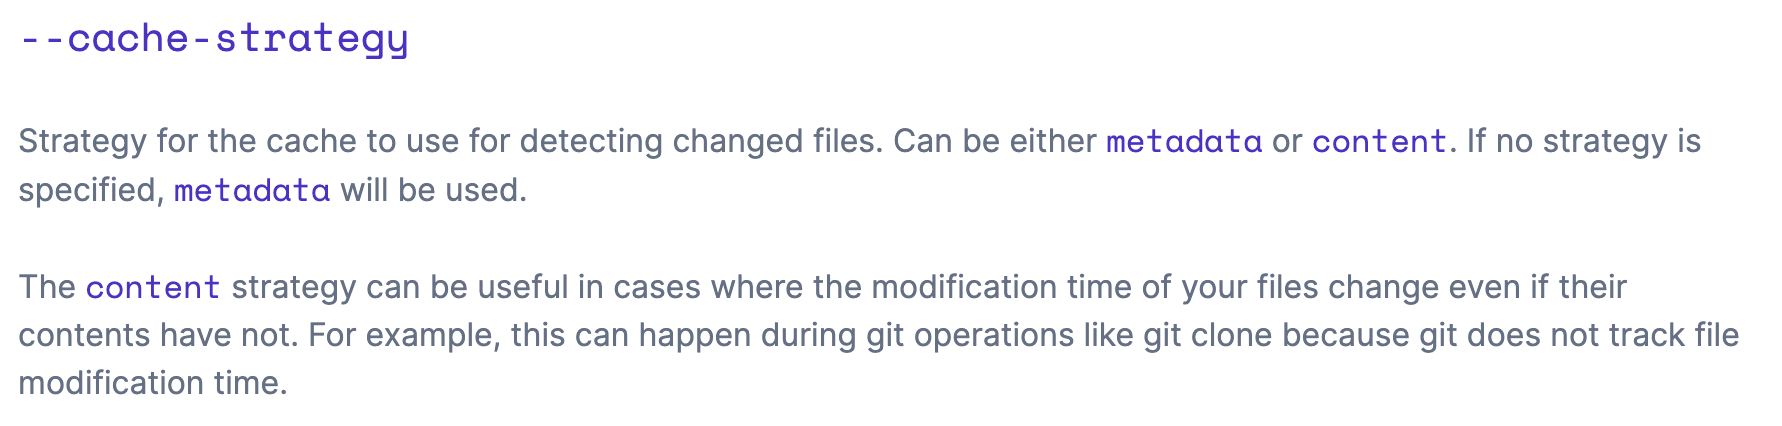 --cache-strategy
Strategy for the cache to use for detecting changed files. Can be either metadata or content. If no strategy is
specified, metadata will be used.
The content strategy can be useful in cases where the modification time of your files change even if their
contents have not. For example, this can happen during git operations like git clone because git does not track file
modification time.